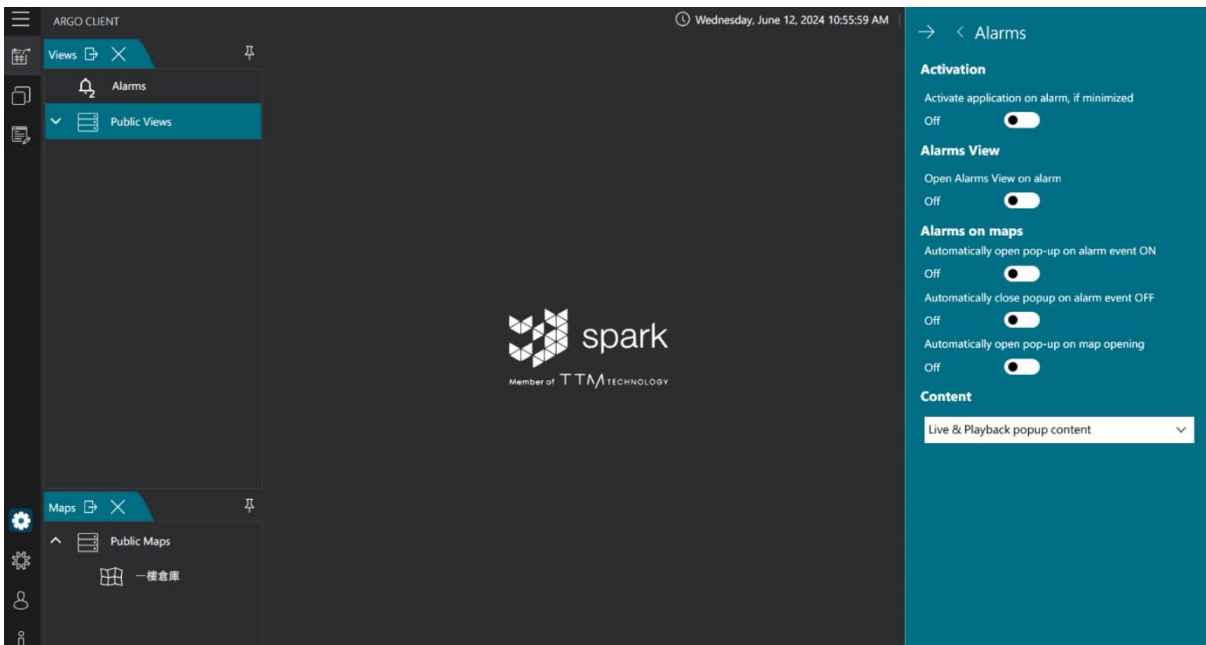 ARGO CLIENT
Wednesday, June 12, 2024 10:55:59 AM
Views
2
Alarms
Public Views
spark
Member of TTM TECHNOLOGY
Maps
Public Maps
一樓倉庫
Alarms
Activation
Activate application on alarm, if minimized
Off
Alarms View
Open Alarms View on alarm
Off
Alarms on maps
Automatically open pop-up on alarm event ON
Off
Automatically close popup on alarm event OFF
Off
Automatically open pop-up on map opening
Off
Content
Live & Playback popup content